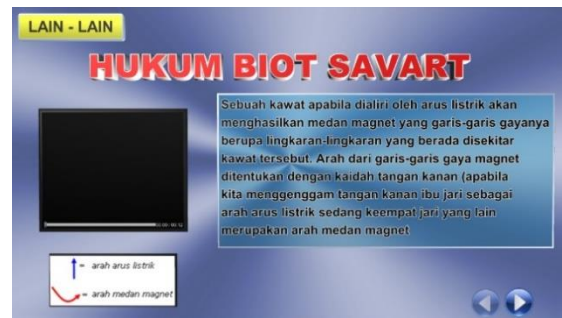 LAIN - LAIN
HUKUM BIOT SAVART
Sebuah kawat apabila dialiri oleh arus listrik akan
menghasilkan medan magnet yang garis-garis gayanya
berupa lingkaran-lingkaran yang berada disekitar
kawat tersebut. Arah dari garis-garis gaya magnet
ditentukan dengan kaidah tangan kanan (apabila
kita menggenggam tangan kanan ibu jari sebagai
arah arus listrik sedang keempat jari yang lain
merupakan arah medan magnet
= arah arus listrik
= arah medan magnet